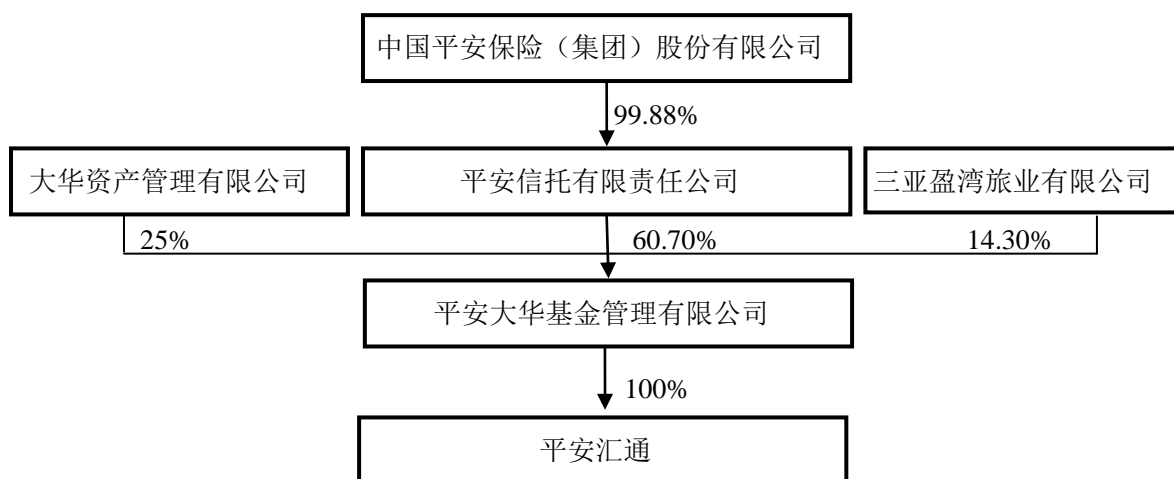 中国平安保险（集团）股份有限公司
99.88%
大华资产管理有限公司
平安信托有限责任公司
三亚盈湾旅业有限公司
25%
60.70%
14.30%
平安大华基金管理有限公司
100%
平安汇通